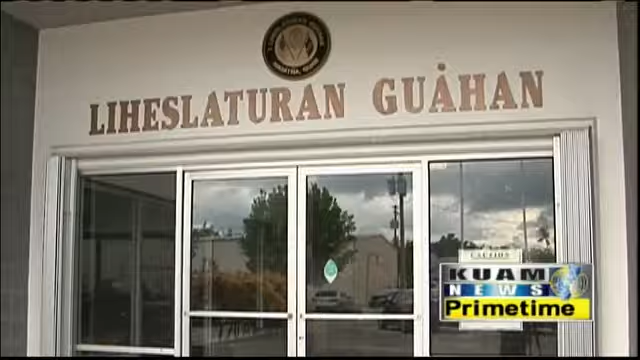 LIHESLATURAN GUÅHAN
CAUTION
KUAM
NEWS
Primetime